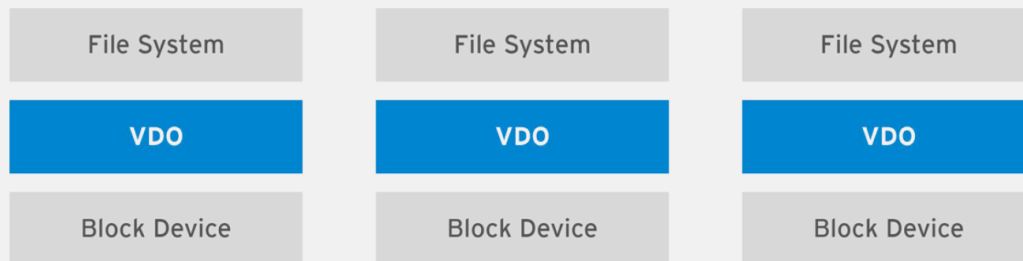 File System File System File System
VDO VDO VDO
Block Device Block Device Block Device